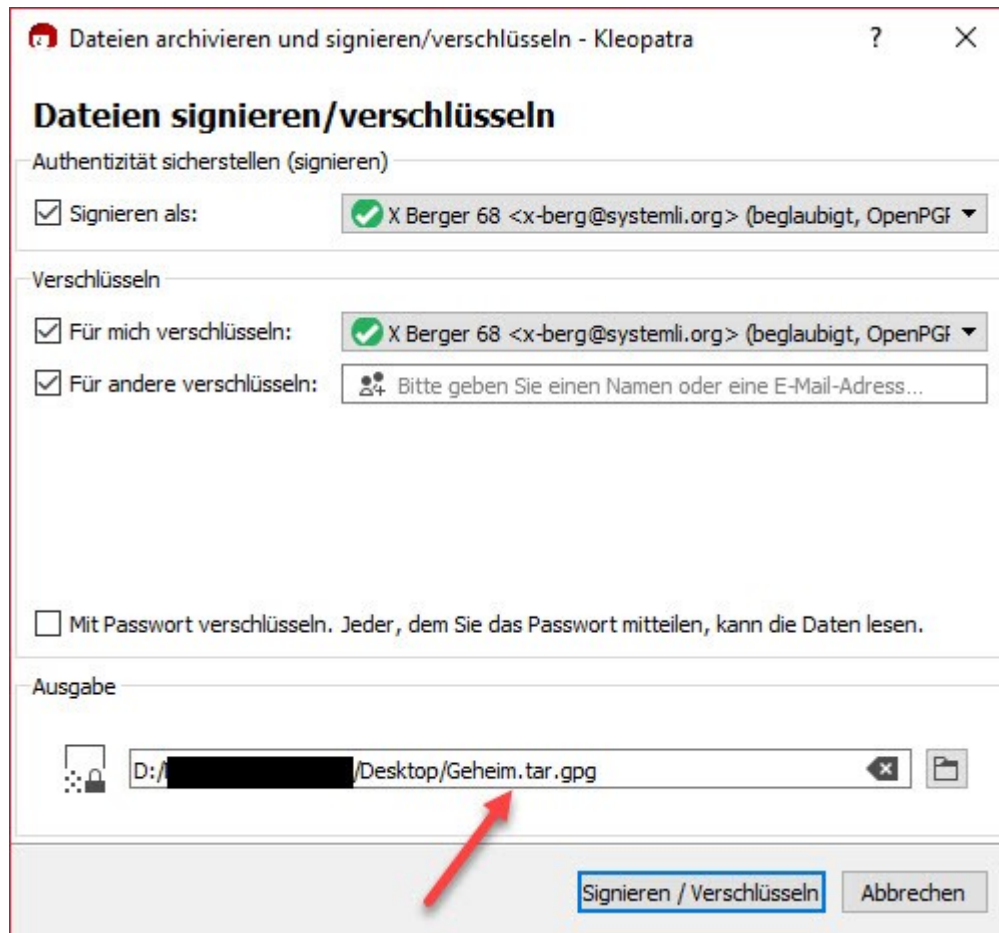 Dateien archivieren und signieren/verschlüsseln - Kleopatra ?
Dateien signieren/verschlüsseln
Authentizität sicherstellen (signieren)
Signieren als: X Berger 68 <x-berg@systemli.org> (beglaubigt, OpenPGF
Verschlüsseln
Für mich verschlüsseln: X Berger 68 <x-berg@systemli.org> (beglaubigt, OpenPGF
Für andere verschlüsseln: Bitte geben Sie einen Namen oder eine E-Mail-Adress...
Mit Passwort verschlüsseln. Jeder, dem Sie das Passwort mitteilen, kann die Daten lesen.
Ausgabe
D:/ /Desktop/Geheim.tar.gpg
Signieren / Verschlüsseln Abbrechen